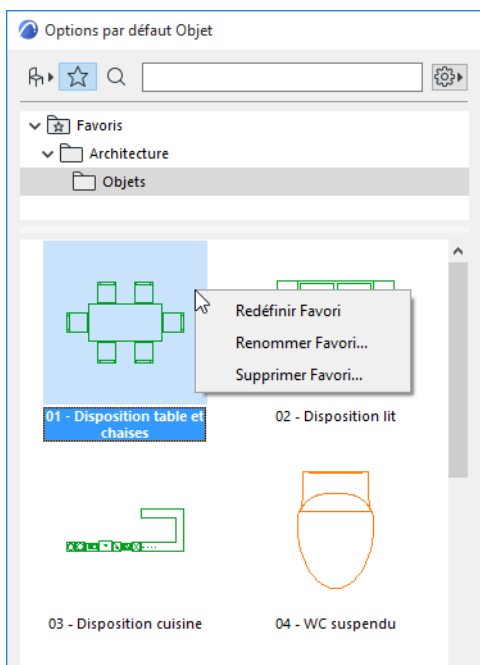 Options par défaut Objet
Favoris
Architecture
Objets
Redéfinir Favori
Renommer Favori...
Supprimer Favori...
01 - Disposition table et
chaises
02 - Disposition lit
03 - Disposition cuisine
04 - WC suspendu